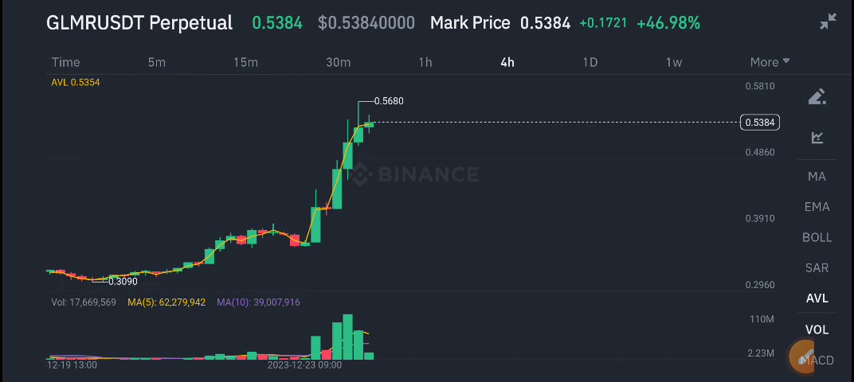 GLMRUSDT Perpetual 0.5384 $0.53840000 Mark Price 0.5384 +0.1721 +46.98%
Time 5m 15m 30m 1h 4h 1D 1w More
AVL 0.5354
0.5810
0.5680
0.5384
0.4860
BINANCE
MA
EMA
0.3910
BOLL
SAR
0.3090
0.2960
AVL
Vol: 17,669,569 MA(5): 62,279,942 MA(10): 39,007,916
110M
VOL
2.23M
MACD
12-19 13:00 2023-12-23 09:00